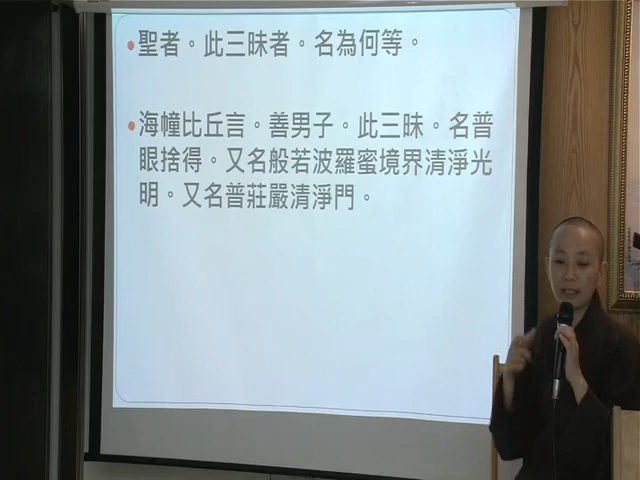 聖者。此三昧者。名為何等。
海幢比丘言。善男子。此三昧。名普
眼捨得。又名般若波羅蜜境界清淨光
明。又名普莊嚴清淨門。